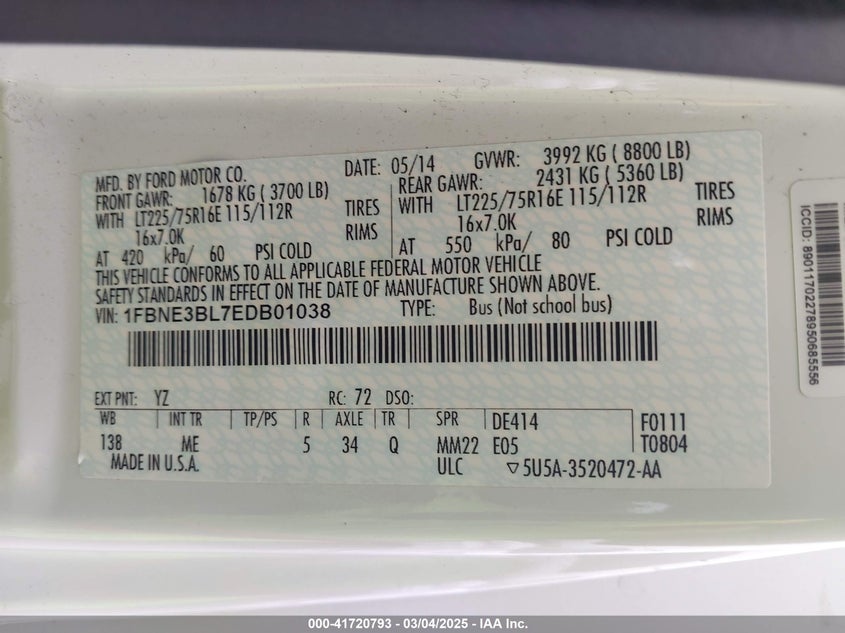 MFD. BY FORD MOTOR CO. DATE: 05/14 GVWR: 3992 KG ( 8800 LB)
FRONT GAWR: 1678 KG ( 3700 LB) REAR GAWR: 2431 KG ( 5360 LB)
WITH LT225/75R16E 115/112R TIRES WITH LT225/75R16E 115/112R TIRES
16x7.0K RIMS 16x7.0K RIMS
AT 420 kPa/ 60 PSI COLD AT 550 kPa/ 80 PSI COLD
THIS VEHICLE CONFORMS TO ALL APPLICABLE FEDERAL MOTOR VEHICLE
SAFETY STANDARDS IN EFFECT ON THE DATE OF MANUFACTURE SHOWN ABOVE.
VIN: 1FBNE3BL7EDB01038 TYPE: Bus (Not school bus)
EXT PNT: YZ RC: 72 DSO:
WB INT TR TP/PS R AXLE TR SPR DE414 F0111
138 ME 5 34 Q MM22 E05 T0804
MADE IN U.S.A. ULC ▽5U5A-3520472-AA
ICCID: 89011702278950685556
000-41720793 - 03/04/2025 - IAA Inc.